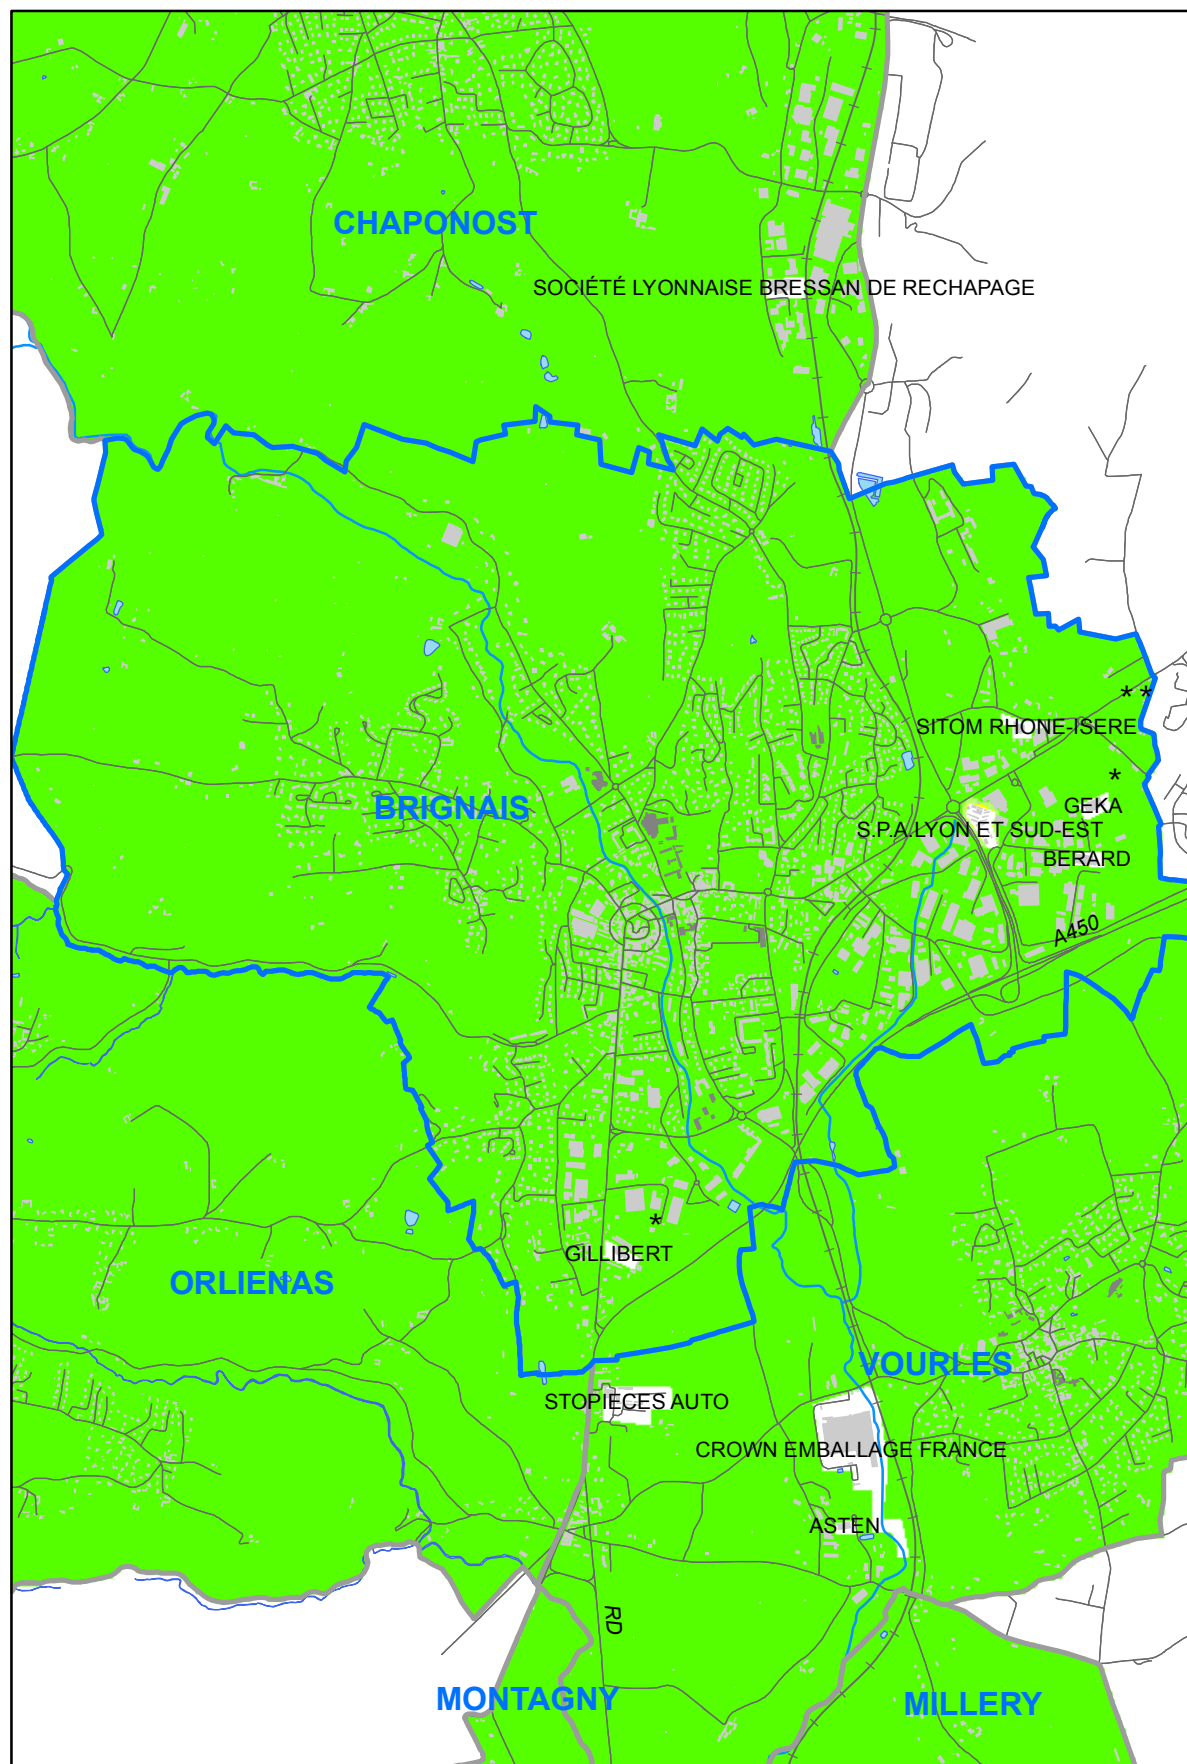 CHAPONOST
SOCIÉTÉ LYONNAISE BRESSAN DE RECHAPAGE
* *
SITOM RHONE-ISERE
*
GEKA
BRIGNAIS
S.P.A.LYON ET SUD-EST
BERARD
A450
*
GILLIBERT
ORLIENAS
VOURLES
STOPIECES AUTO
CROWN EMBALLAGE FRANCE
ASTEN
RD
MONTAGNY
MILLERY